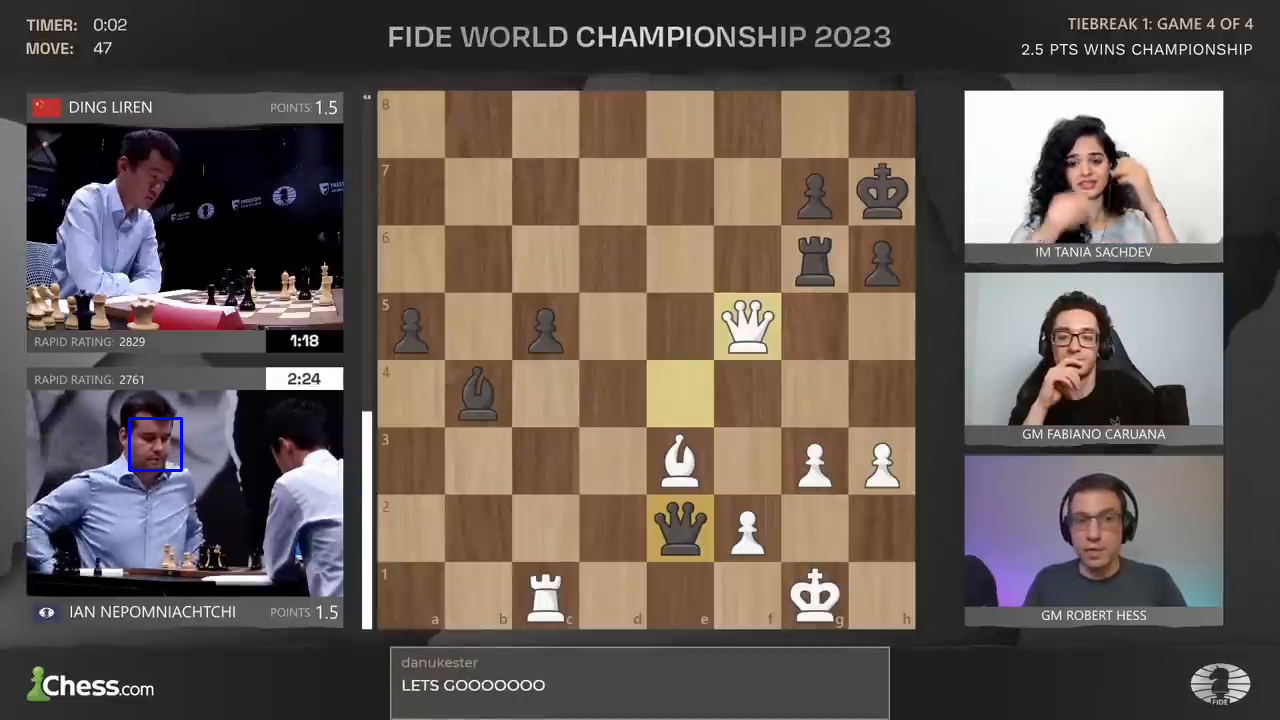 TIMER: 0:02
MOVE: 47
FIDE WORLD CHAMPIONSHIP 2023
TIEBREAK 1: GAME 4 OF 4
2.5 PTS WINS CHAMPIONSHIP
DING LIREN POINTS: 1.5
RAPID RATING: 2829 1:18
RAPID RATING: 2761 2:24
IAN NEPOMNIACHTCHI POINTS: 1.5
8
7
6
5
4
3
2
1
a b c d e f g h
IM TANIA SACHDEV
GM FABIANO CARUANA
GM ROBERT HESS
danukester
LETS GOOOOOOO
Chess.com
FIDE